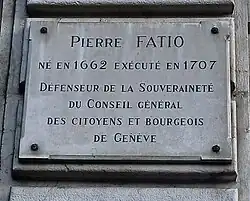 Pierre FATIO
né en 1662 exécuté en 1707
Défenseur de la Souveraineté
du Conseil général
des citoyens et bourgeois
de Genève